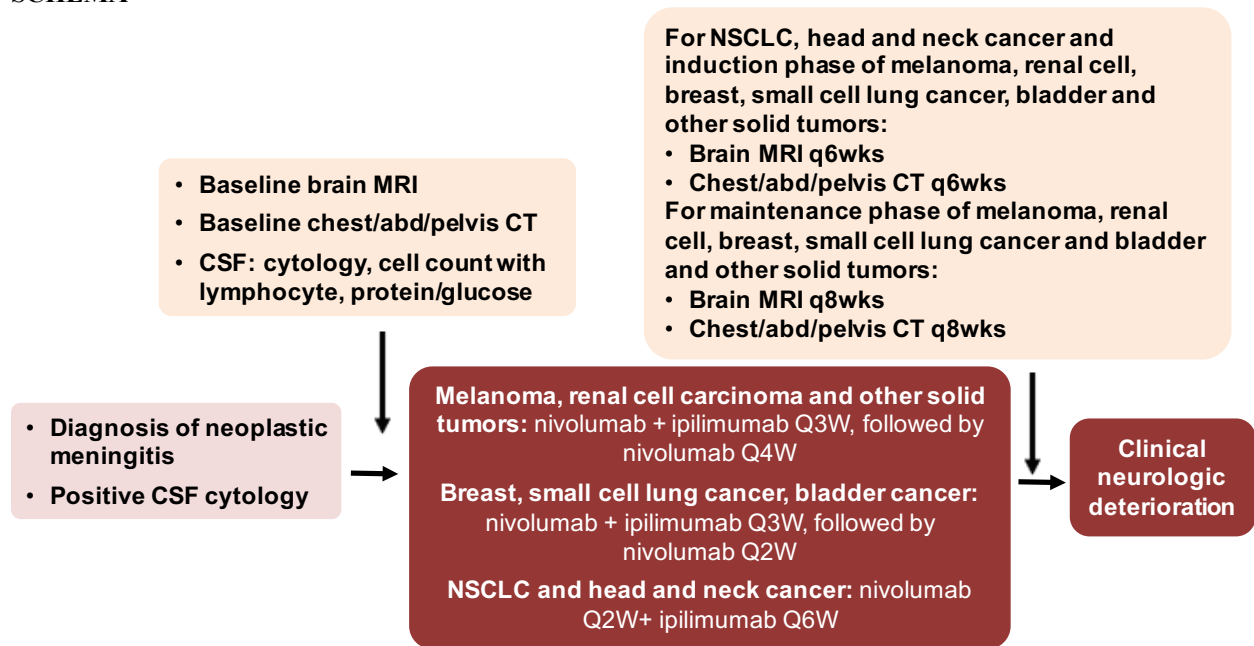 SCHEMA
For NSCLC, head and neck cancer and
induction phase of melanoma, renal cell,
breast, small cell lung cancer, bladder and
other solid tumors:
• Brain MRI q6wks
• Chest/abd/pelvis CT q6wks
For maintenance phase of melanoma, renal
cell, breast, small cell lung cancer and bladder
and other solid tumors:
• Brain MRI q8wks
• Chest/abd/pelvis CT q8wks
• Baseline brain MRI
• Baseline chest/abd/pelvis CT
• CSF: cytology, cell count with
lymphocyte, protein/glucose
• Diagnosis of neoplastic
meningitis
• Positive CSF cytology
Melanoma, renal cell carcinoma and other solid
tumors: nivolumab + ipilimumab Q3W, followed by
nivolumab Q4W
Breast, small cell lung cancer, bladder cancer:
nivolumab + ipilimumab Q3W, followed by
nivolumab Q2W
NSCLC and head and neck cancer: nivolumab
Q2W+ ipilimumab Q6W
Clinical
neurologic
deterioration